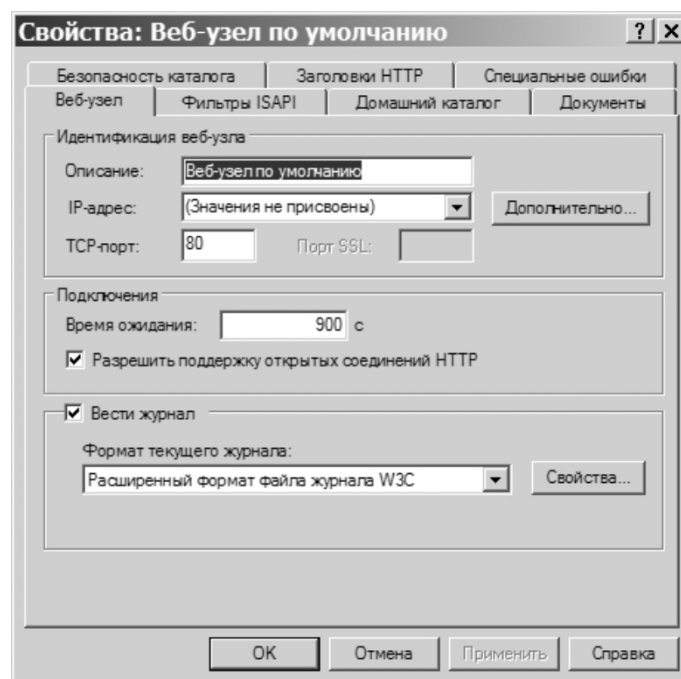 Свойства: Веб-узел по умолчанию
Безопасность каталога Заголовки HTTP Специальные ошибки
Веб-узел Фильтры ISAPI Домашний каталог Документы
Идентификация веб-узла
Описание: Веб-узел по умолчанию
IP-адрес: (Значения не присвоены) Дополнительно...
TCP-порт: 80 Порт SSL:
Подключения
Время ожидания: 900 с
Разрешить поддержку открытых соединений HTTP
Вести журнал
Формат текущего журнала:
Расширенный формат файла журнала W3C Свойства...
OK Отмена Применить Справка